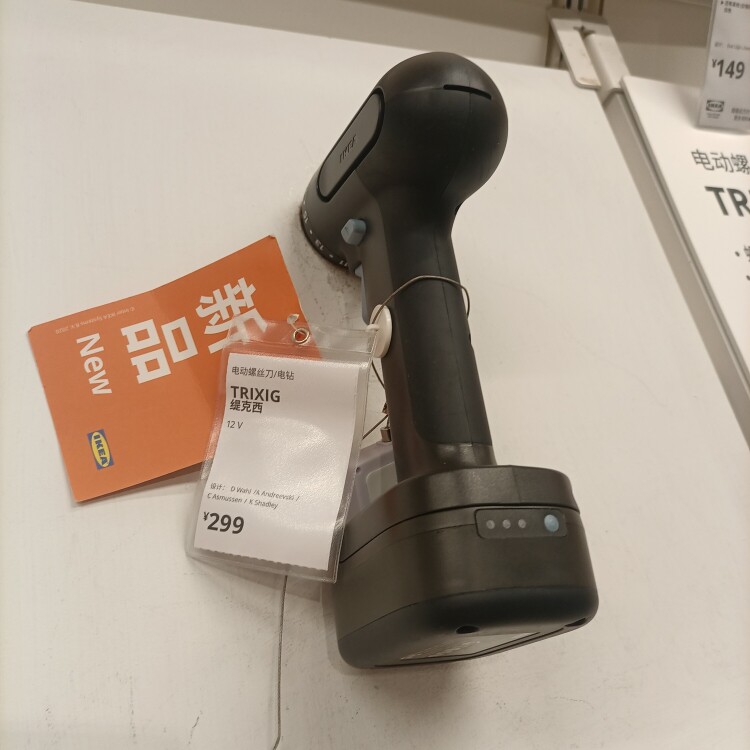 新品
New
IKEA
电动螺丝刀/电钻
TRIXIG
缇克西
12 V
设计： D Wahl /A Andreevski /
C Asmussen / K Shadley
¥299
¥149
IKEA
电动螺
TR